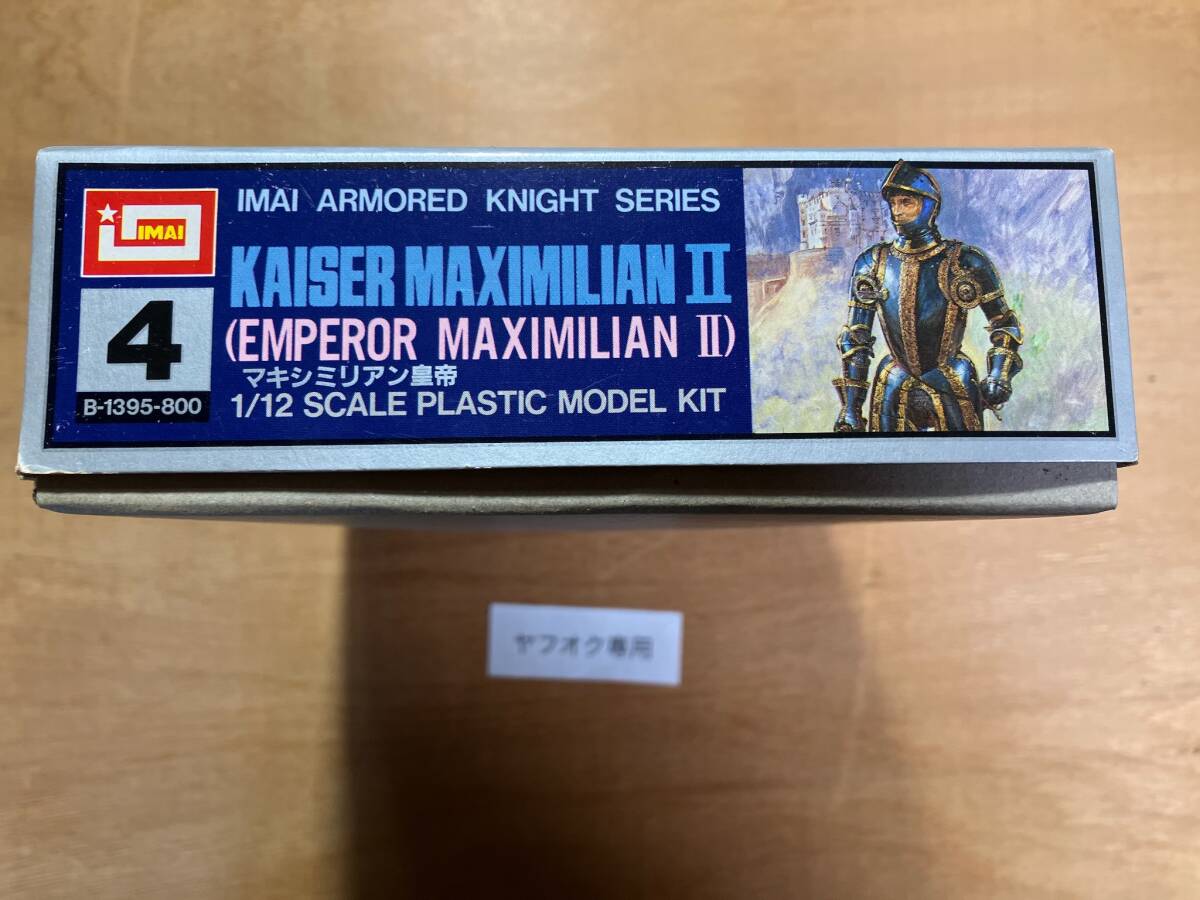 IMAI
4
B-1395-800
IMAI ARMORED KNIGHT SERIES
KAISER MAXIMILIAN II
(EMPEROR MAXIMILIAN II)
マキシミリアン皇帝
1/12 SCALE PLASTIC MODEL KIT
ヤフオク専用